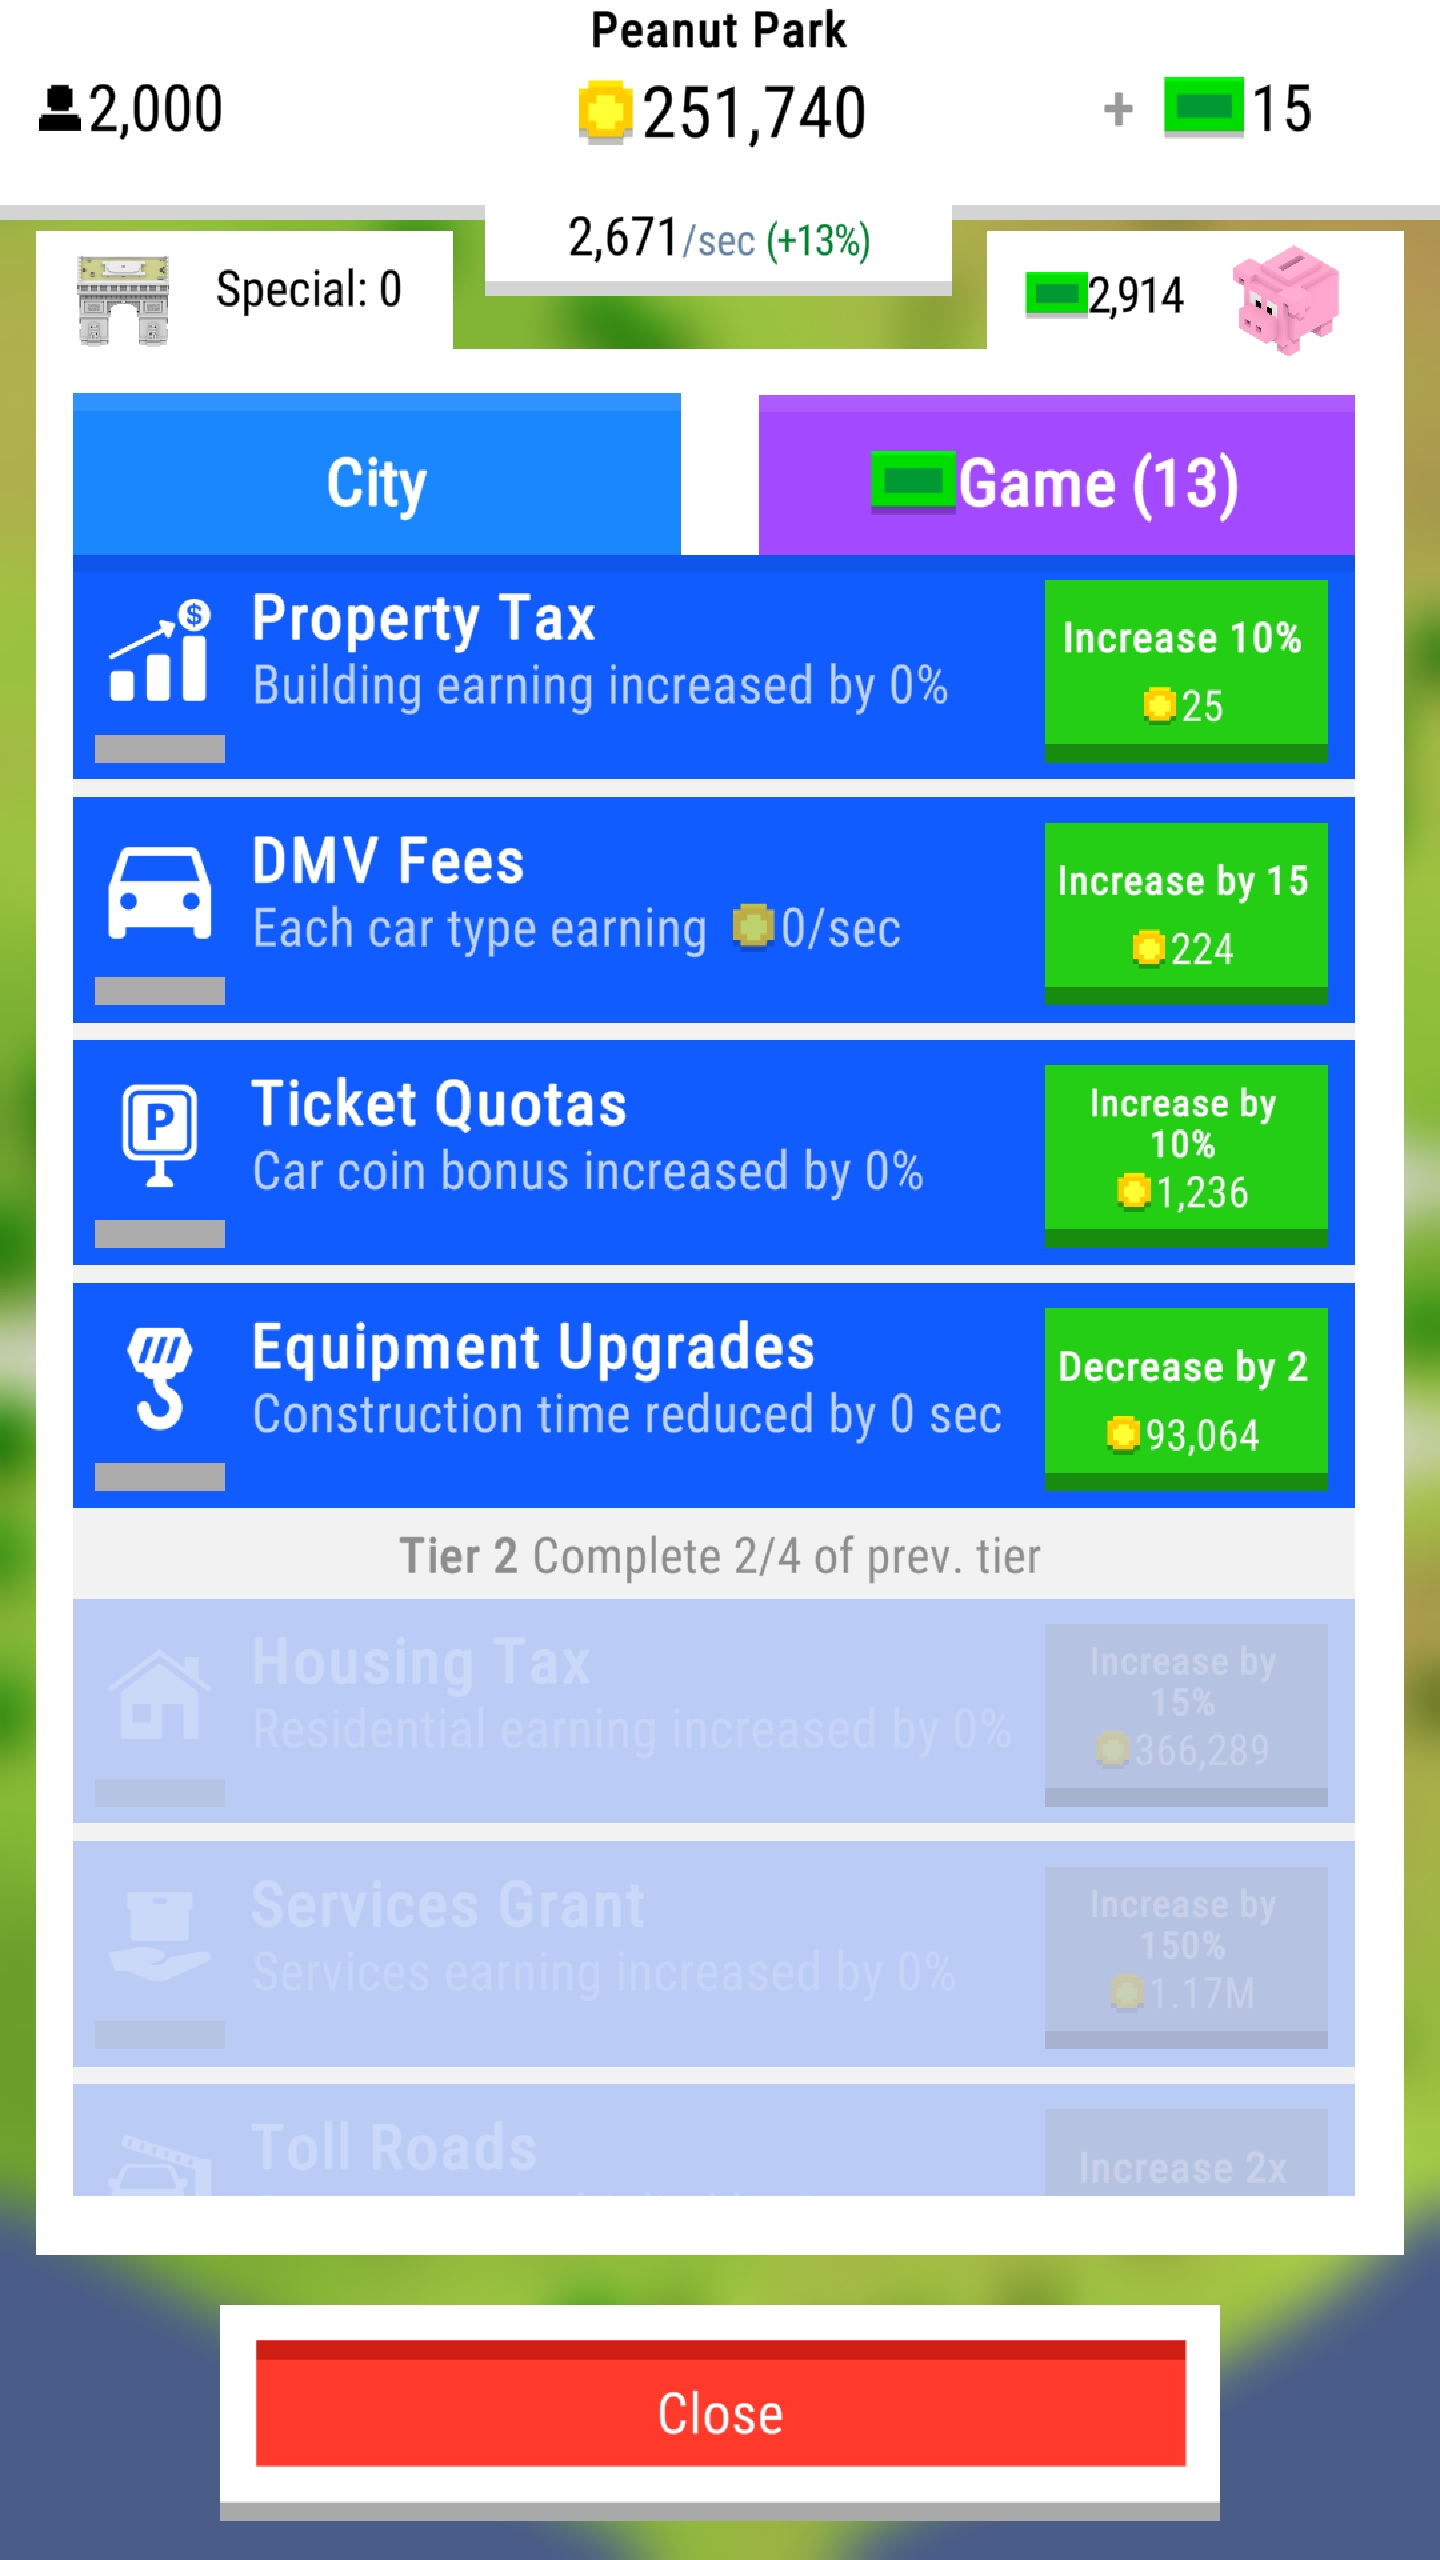 Peanut Park
2,000
251,740
+ 15
2,671/sec (+13%)
Special: 0
2,914
City
Game (13)
Property Tax
Building earning increased by 0%
Increase 10%
25
DMV Fees
Each car type earning 0/sec
Increase by 15
224
Ticket Quotas
Car coin bonus increased by 0%
Increase by
10%
1,236
Equipment Upgrades
Construction time reduced by 0 sec
Decrease by 2
93,064
Tier 2 Complete 2/4 of prev. tier
Housing Tax
Residential earning increased by 0%
Increase by
15%
366,289
Services Grant
Services earning increased by 0%
Increase by
150%
1.17M
Toll Roads
Increase 2x
Close